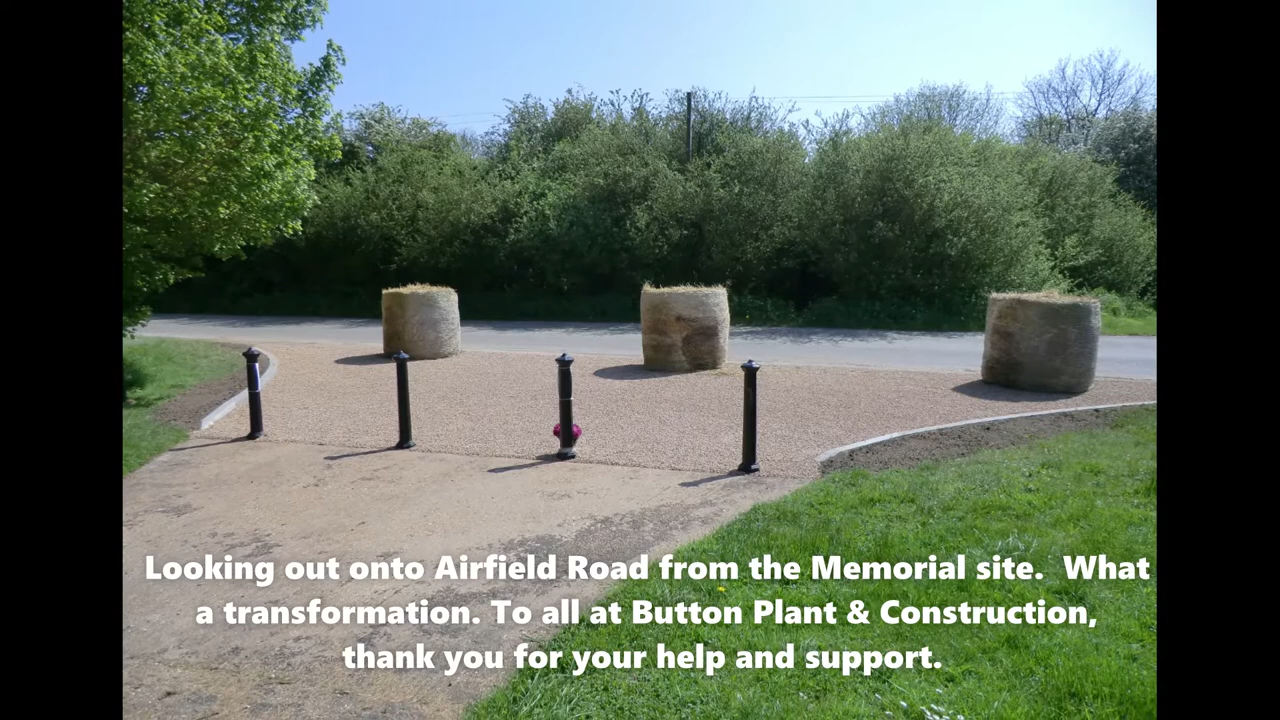 Looking out onto Airfield Road from the Memorial site.  What
a transformation. To all at Button Plant & Construction,
thank you for your help and support.